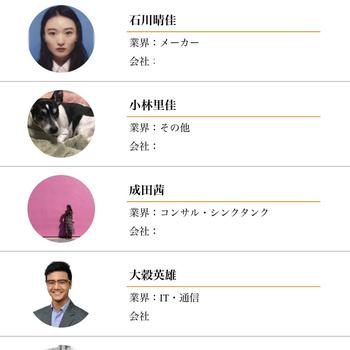 石川晴佳
業界：メーカー
会社：
小林里佳
業界：その他
会社：
成田茜
業界：コンサル・シンクタンク
会社：
大穀英雄
業界：IT・通信
会社